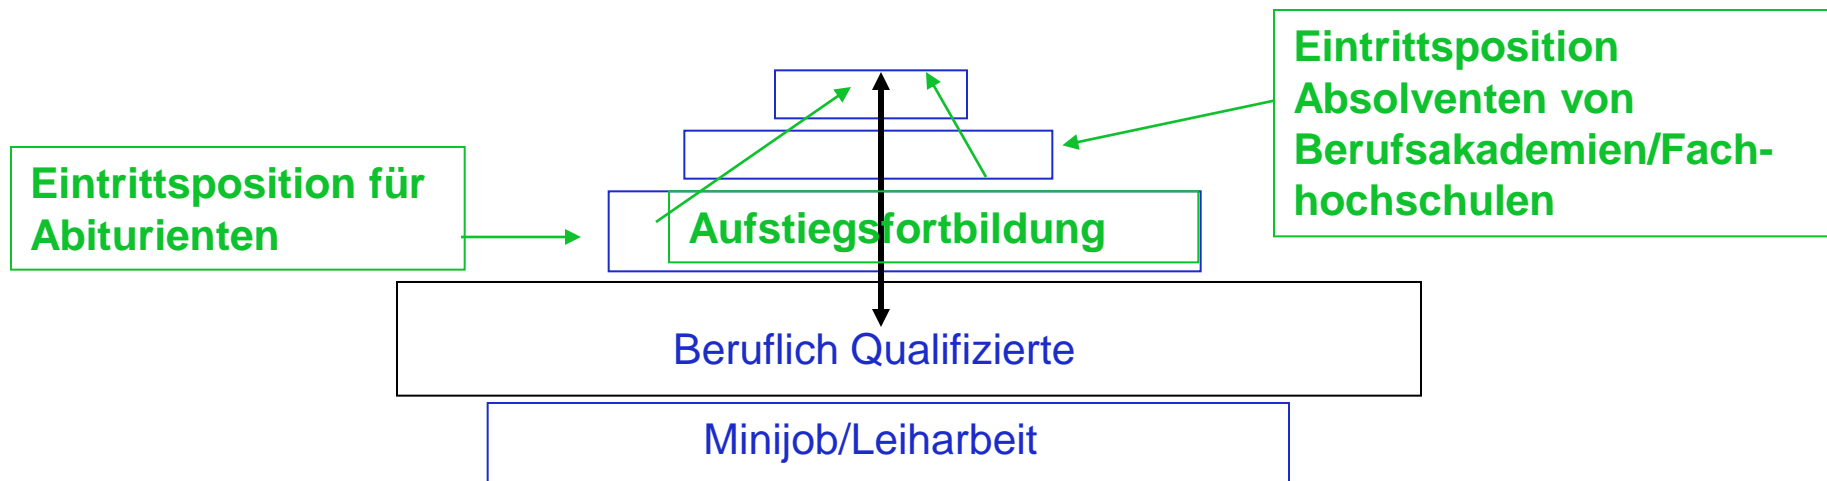 Eintrittsposition
Absolventen von
Berufsakademien/Fach-
hochschulen
Eintrittsposition für
Abiturienten
Aufstiegsfortbildung
Beruflich Qualifizierte
Minijob/Leiharbeit